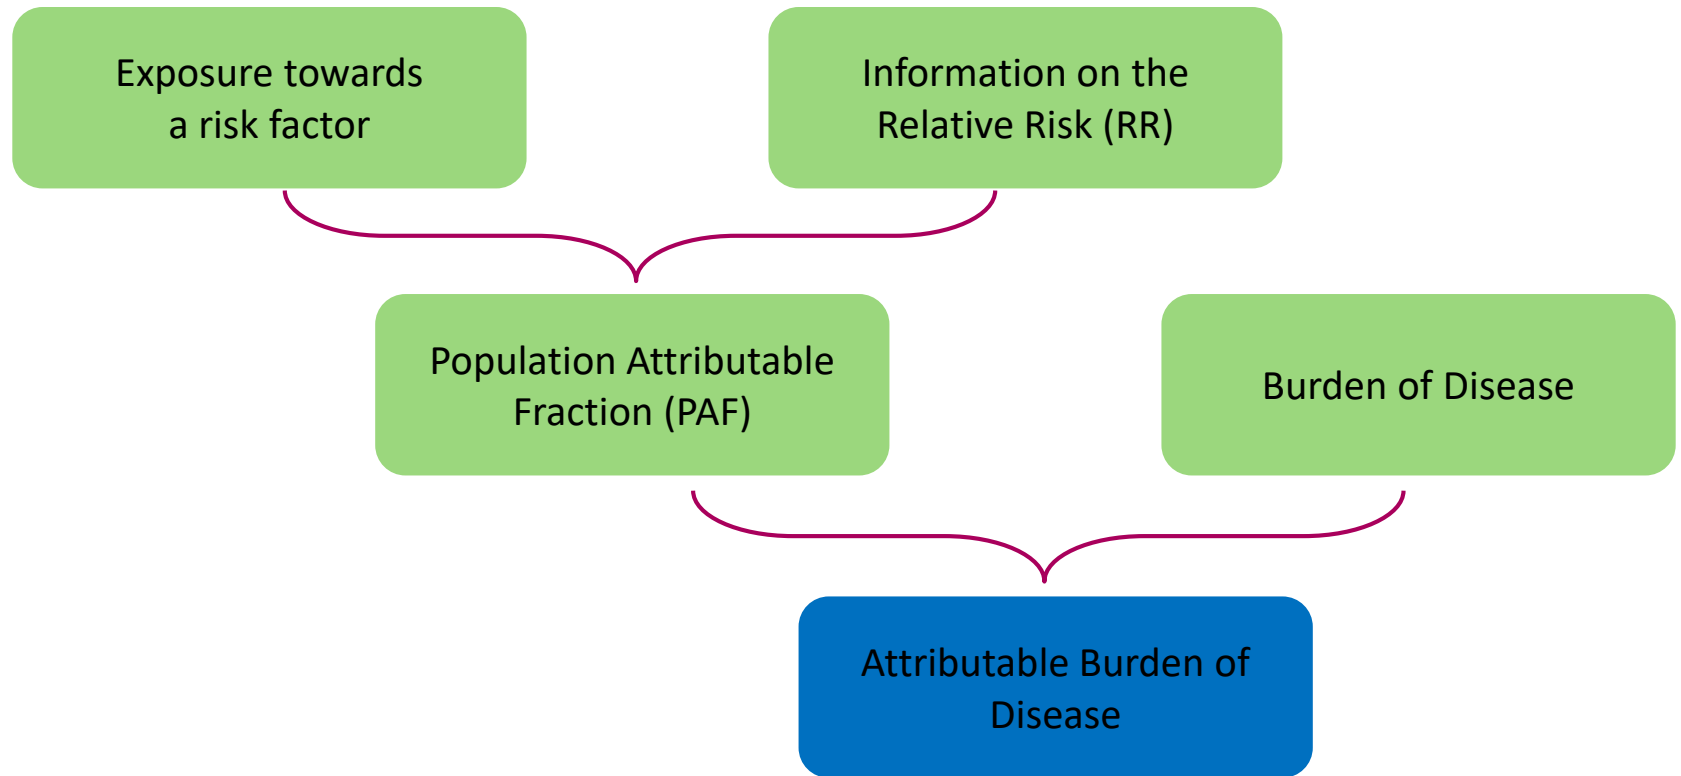 Exposure towards
a risk factor
Information on the
Relative Risk (RR)
Population Attributable
Fraction (PAF)
Burden of Disease
Attributable Burden of
Disease